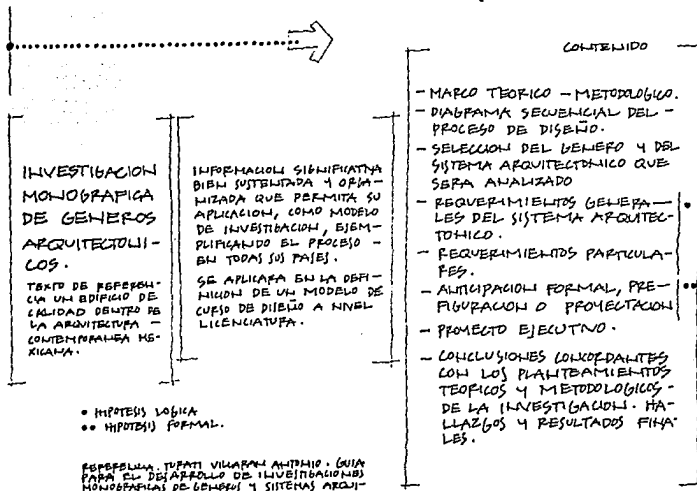 INVESTIGACION
MONOGRAFICA
DE GENEROS
ARQUITECTONI-
COS.
TEXTO DE REFEREN-
CIA UN EDIFICIO DE
CALIDAD DENTRO DE
LA ARQUITECTURA -
CONTEMPORANEA ME-
XICANA.
INFORMACION SIGNIFICATIVA
BIEN SUSTENTADA Y ORGA-
NIZADA QUE PERMITA SU
APLICACION, COMO MODELO
DE INVESTIGACION, EJEM-
PLIFICANDO EL PROCESO -
EN TODAS SUS FASES.
SE APLICARA EN LA DEFI-
NICION DE UN MODELO DE
CURSO DE DISEÑO A NIVEL
LICENCIATURA.
CONTENIDO
- MARCO TEORICO - METODOLOGICO.
- DIAGRAMA SECUENCIAL DEL -
PROCESO DE DISEÑO.
- SELECCION DEL GENERO Y DEL
SISTEMA ARQUITECTONICO QUE
SERA ANALIZADO
- REQUERIMIENTOS GENERA-
LES DEL SISTEMA ARQUITEC-
TONICO.
- REQUERIMIENTOS PARTICULA-
RES.
- ANTICIPACION FORMAL, PRE-
FIGURACION O PROYECTACION
- PROYECTO EJECUTIVO.
- CONCLUSIONES CONCORDANTES
CON LOS PLANTEAMIENTOS
TEORICOS Y METODOLOGICOS -
DE LA INVESTIGACION. HA-
LLAZGOS Y RESULTADOS FINA-
LES.
• HIPOTESIS LOGICA
•• HIPOTESIS FORMAL.
REFERENCIA. TURATI VILLARAN ANTONIO. GUIA
PARA EL DESARROLLO DE INVESTIGACIONES
MONOGRAFICAS DE GENEROS Y SISTEMAS ARQUI-